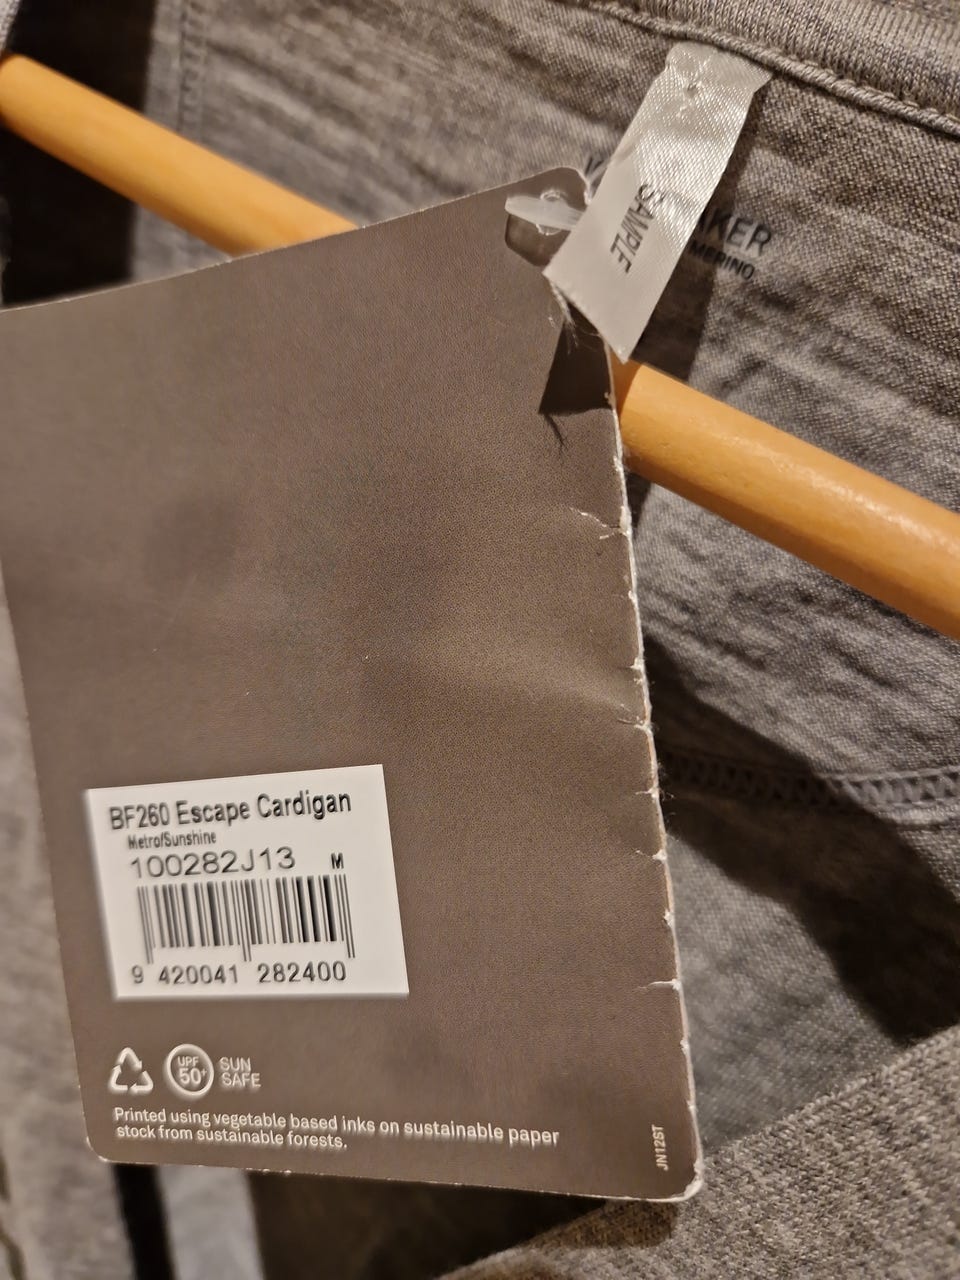 SAMPLE
AKER
MERINO
BF260 Escape Cardigan
Metro/Sunshine
100282J13 M
9 420041 282400
UPF 50+
SUN
SAFE
Printed using vegetable based inks on sustainable paper
stock from sustainable forests.
JN12ST